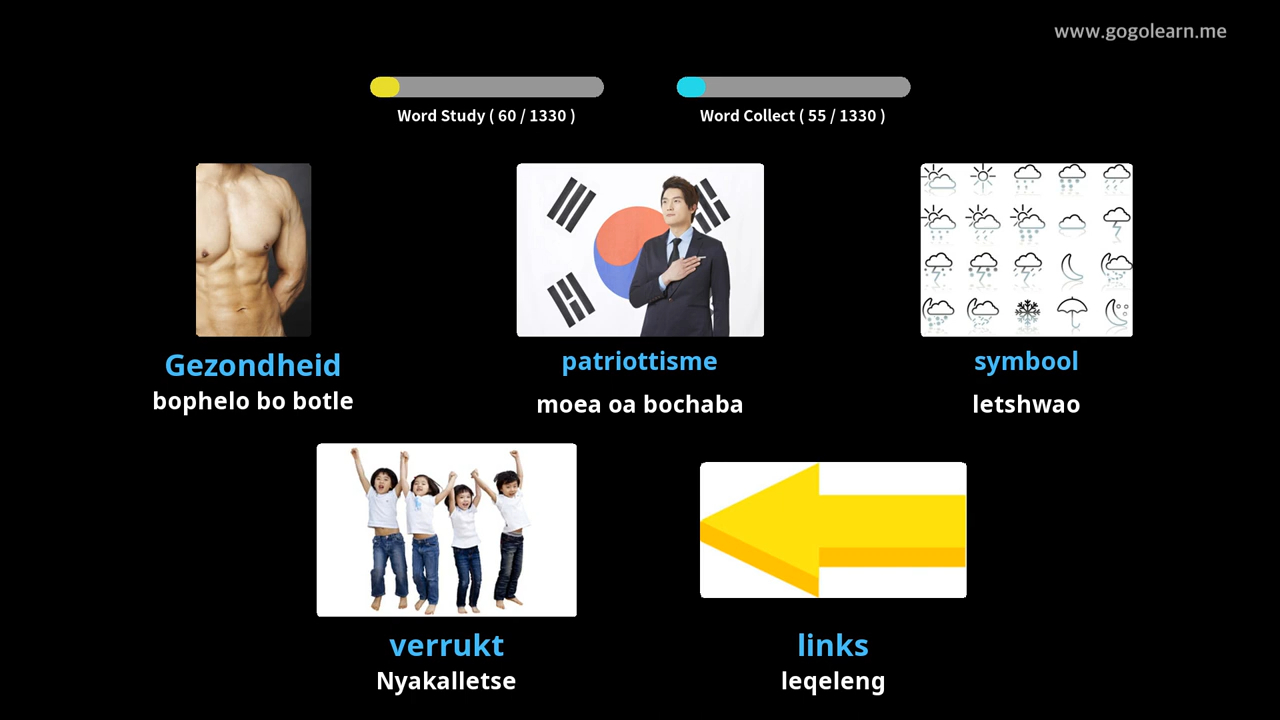 www.gogolearn.me
Word Study ( 60 / 1330 )
Word Collect ( 55 / 1330 )
Gezondheid
bophelo bo botle
patriottisme
moea oa bochaba
symbool
letshwao
verrukt
Nyakalletse
links
leqeleng